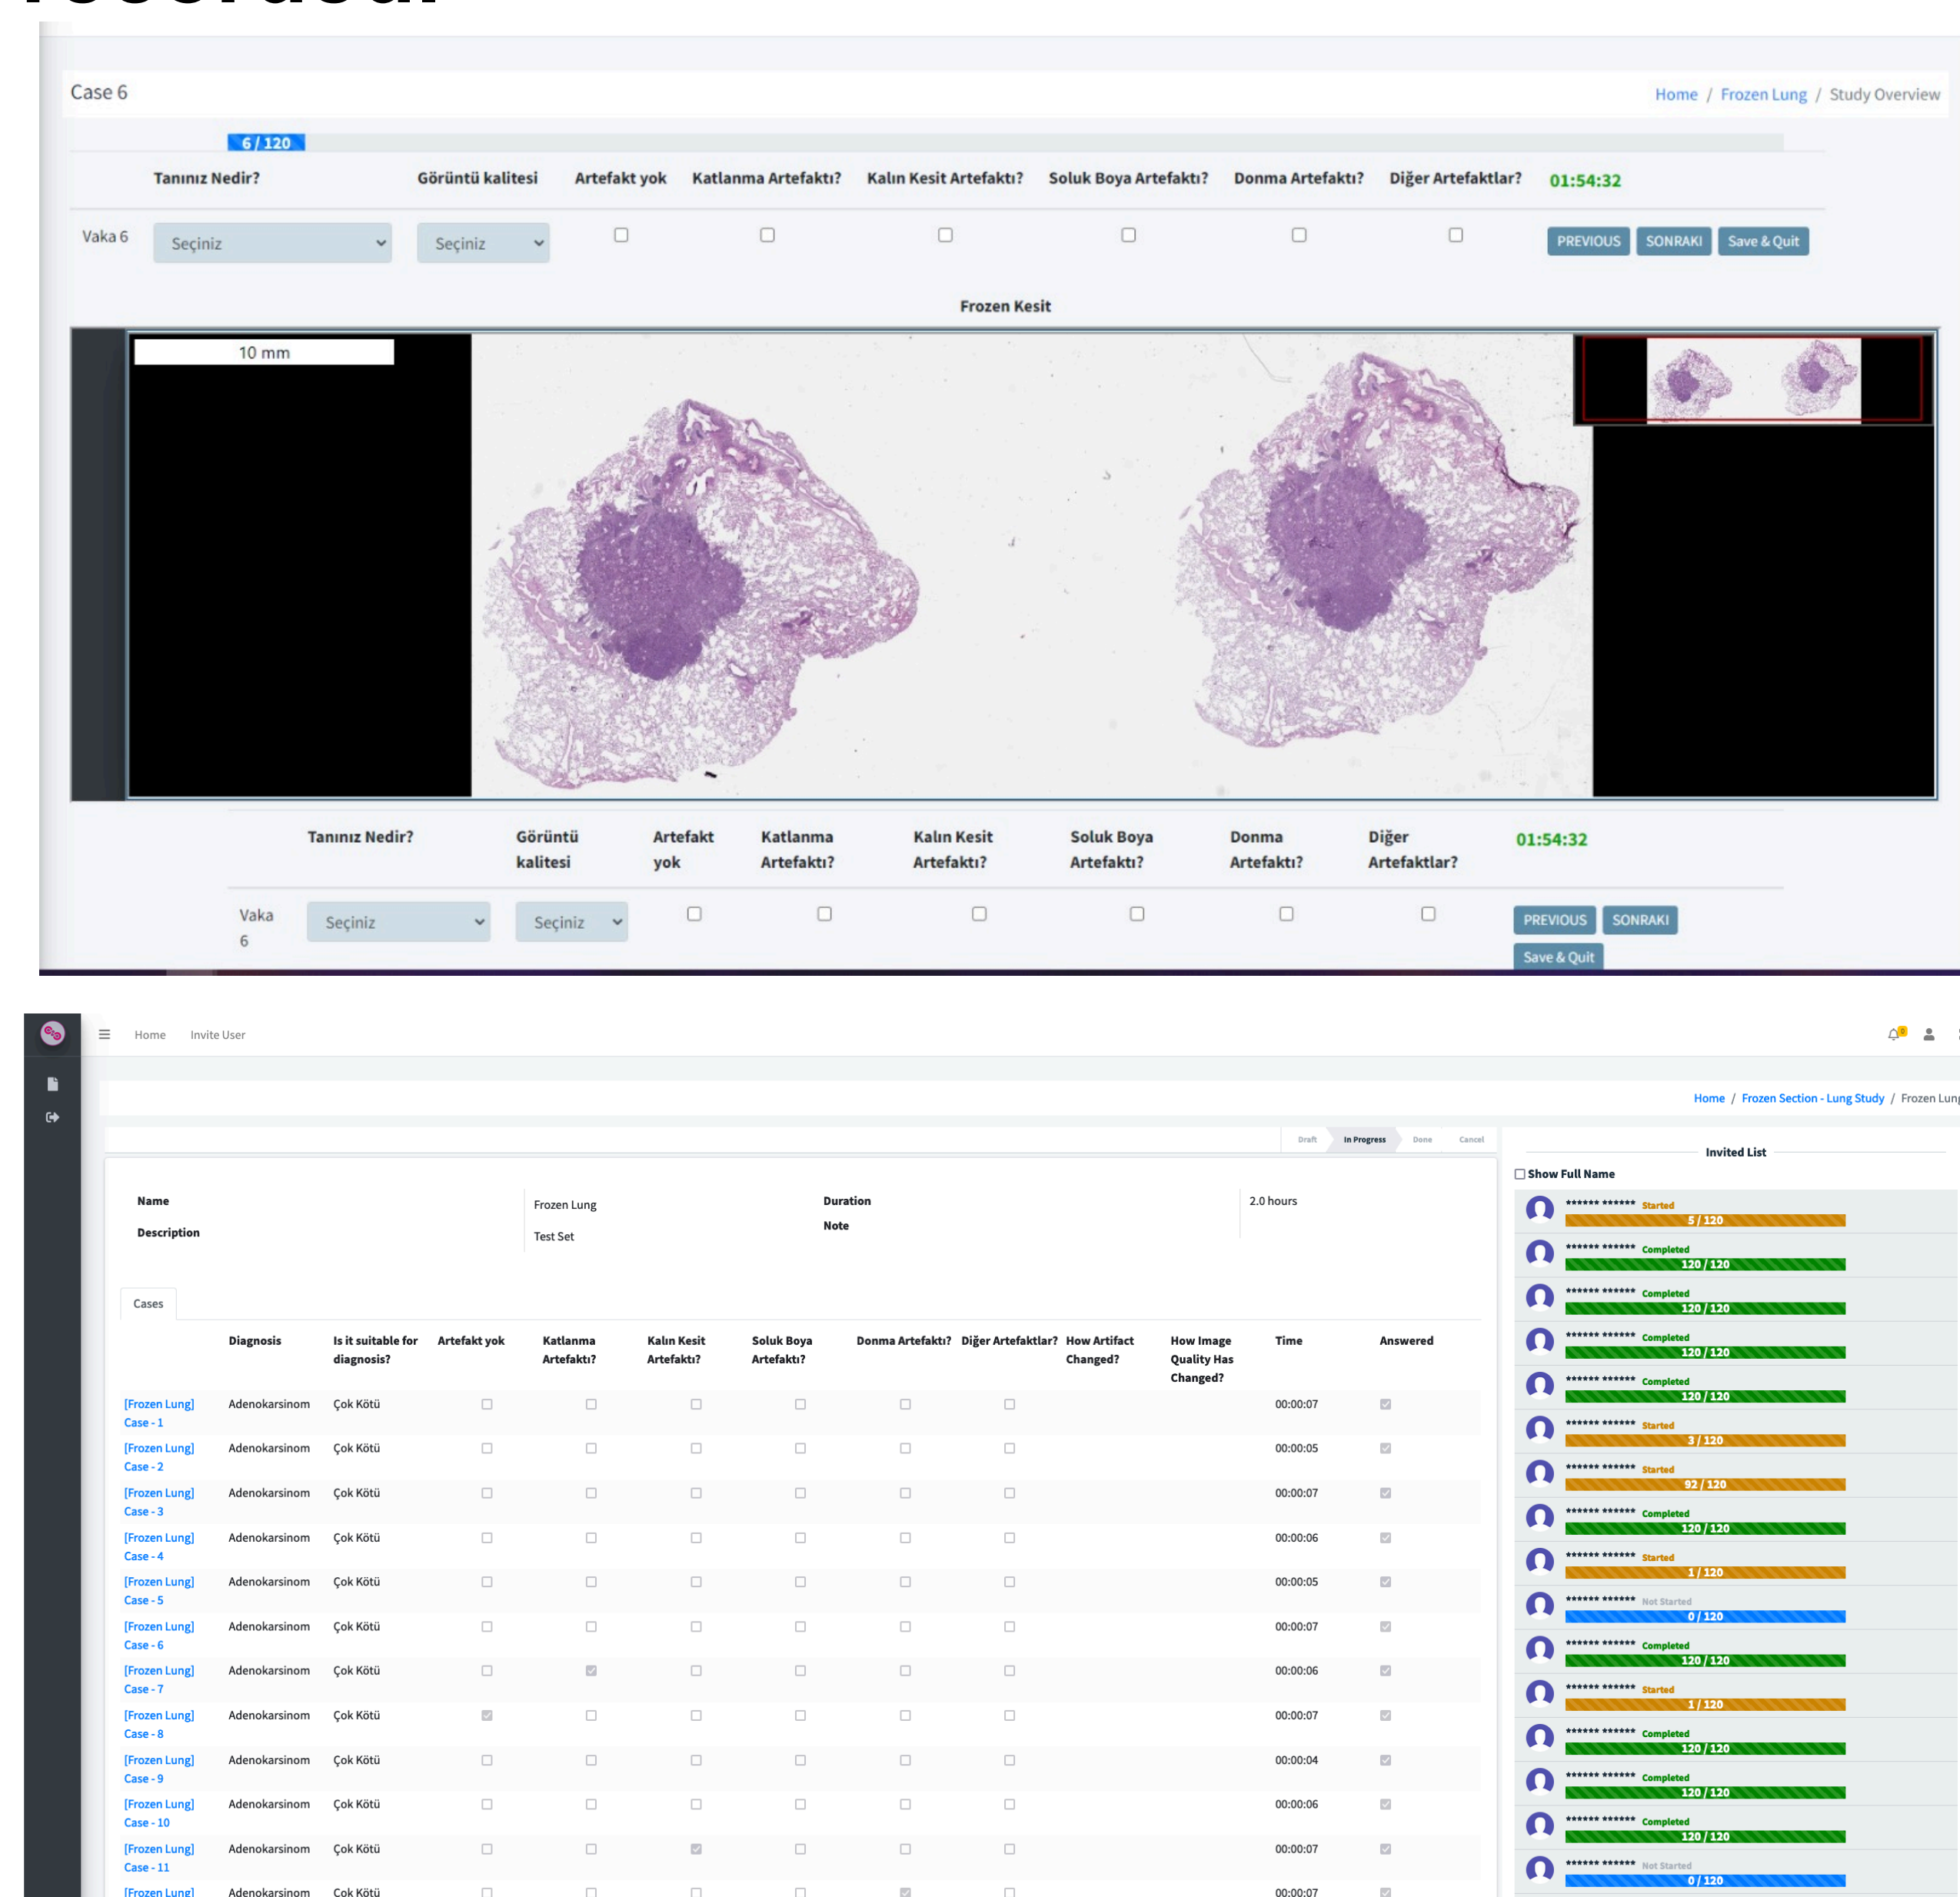 Case 6
Home / Frozen Lung / Study Overview
6 / 120
Tanınız Nedir? Görüntü kalitesi Artefakt yok Katlanma Artefaktı? Kalın Kesit Artefaktı? Soluk Boya Artefaktı? Donma Artefaktı? Diğer Artefaktlar? 01:54:32
Vaka 6 Seçiniz Seçiniz PREVIOUS SONRAKI Save & Quit
Frozen Kesit
10 mm
Tanınız Nedir? Görüntü Artefakt Katlanma Kalın Kesit Soluk Boya Donma Diğer 01:54:32
kalitesi yok Artefaktı? Artefaktı? Artefaktı? Artefaktı? Artefaktlar?
Vaka Seçiniz Seçiniz PREVIOUS SONRAKI
6 Save & Quit
Home Invite User
Home / Frozen Section - Lung Study / Frozen Lung
Draft In Progress Done Cancel
Name Frozen Lung Duration 2.0 hours
Description Test Set Note
Cases
Diagnosis Is it suitable for Artefakt yok Katlanma Kalın Kesit Soluk Boya Donma Artefaktı? Diğer Artefaktlar? How Artifact How Image Time Answered
diagnosis? Artefaktı? Artefaktı? Artefaktı? Changed? Quality Has
Changed?
[Frozen Lung] Adenokarsinom Çok Kötü 00:00:07
Case - 1
[Frozen Lung] Adenokarsinom Çok Kötü 00:00:05
Case - 2
[Frozen Lung] Adenokarsinom Çok Kötü 00:00:07
Case - 3
[Frozen Lung] Adenokarsinom Çok Kötü 00:00:06
Case - 4
[Frozen Lung] Adenokarsinom Çok Kötü 00:00:05
Case - 5
[Frozen Lung] Adenokarsinom Çok Kötü 00:00:07
Case - 6
[Frozen Lung] Adenokarsinom Çok Kötü 00:00:06
Case - 7
[Frozen Lung] Adenokarsinom Çok Kötü 00:00:07
Case - 8
[Frozen Lung] Adenokarsinom Çok Kötü 00:00:04
Case - 9
[Frozen Lung] Adenokarsinom Çok Kötü 00:00:06
Case - 10
[Frozen Lung] Adenokarsinom Çok Kötü 00:00:07
Case - 11
[Frozen Lung] Adenokarsinom Çok Kötü 00:00:07
Invited List
Show Full Name
****** ****** Started
5 / 120
****** ****** Completed
120 / 120
****** ****** Completed
120 / 120
****** ****** Completed
120 / 120
****** ****** Completed
120 / 120
****** ****** Started
3 / 120
****** ****** Started
92 / 120
****** ****** Completed
120 / 120
****** ****** Started
1 / 120
****** ****** Not Started
0 / 120
****** ****** Completed
120 / 120
****** ****** Started
1 / 120
****** ****** Completed
120 / 120
****** ****** Completed
120 / 120
****** ****** Completed
120 / 120
****** ****** Not Started
0 / 120